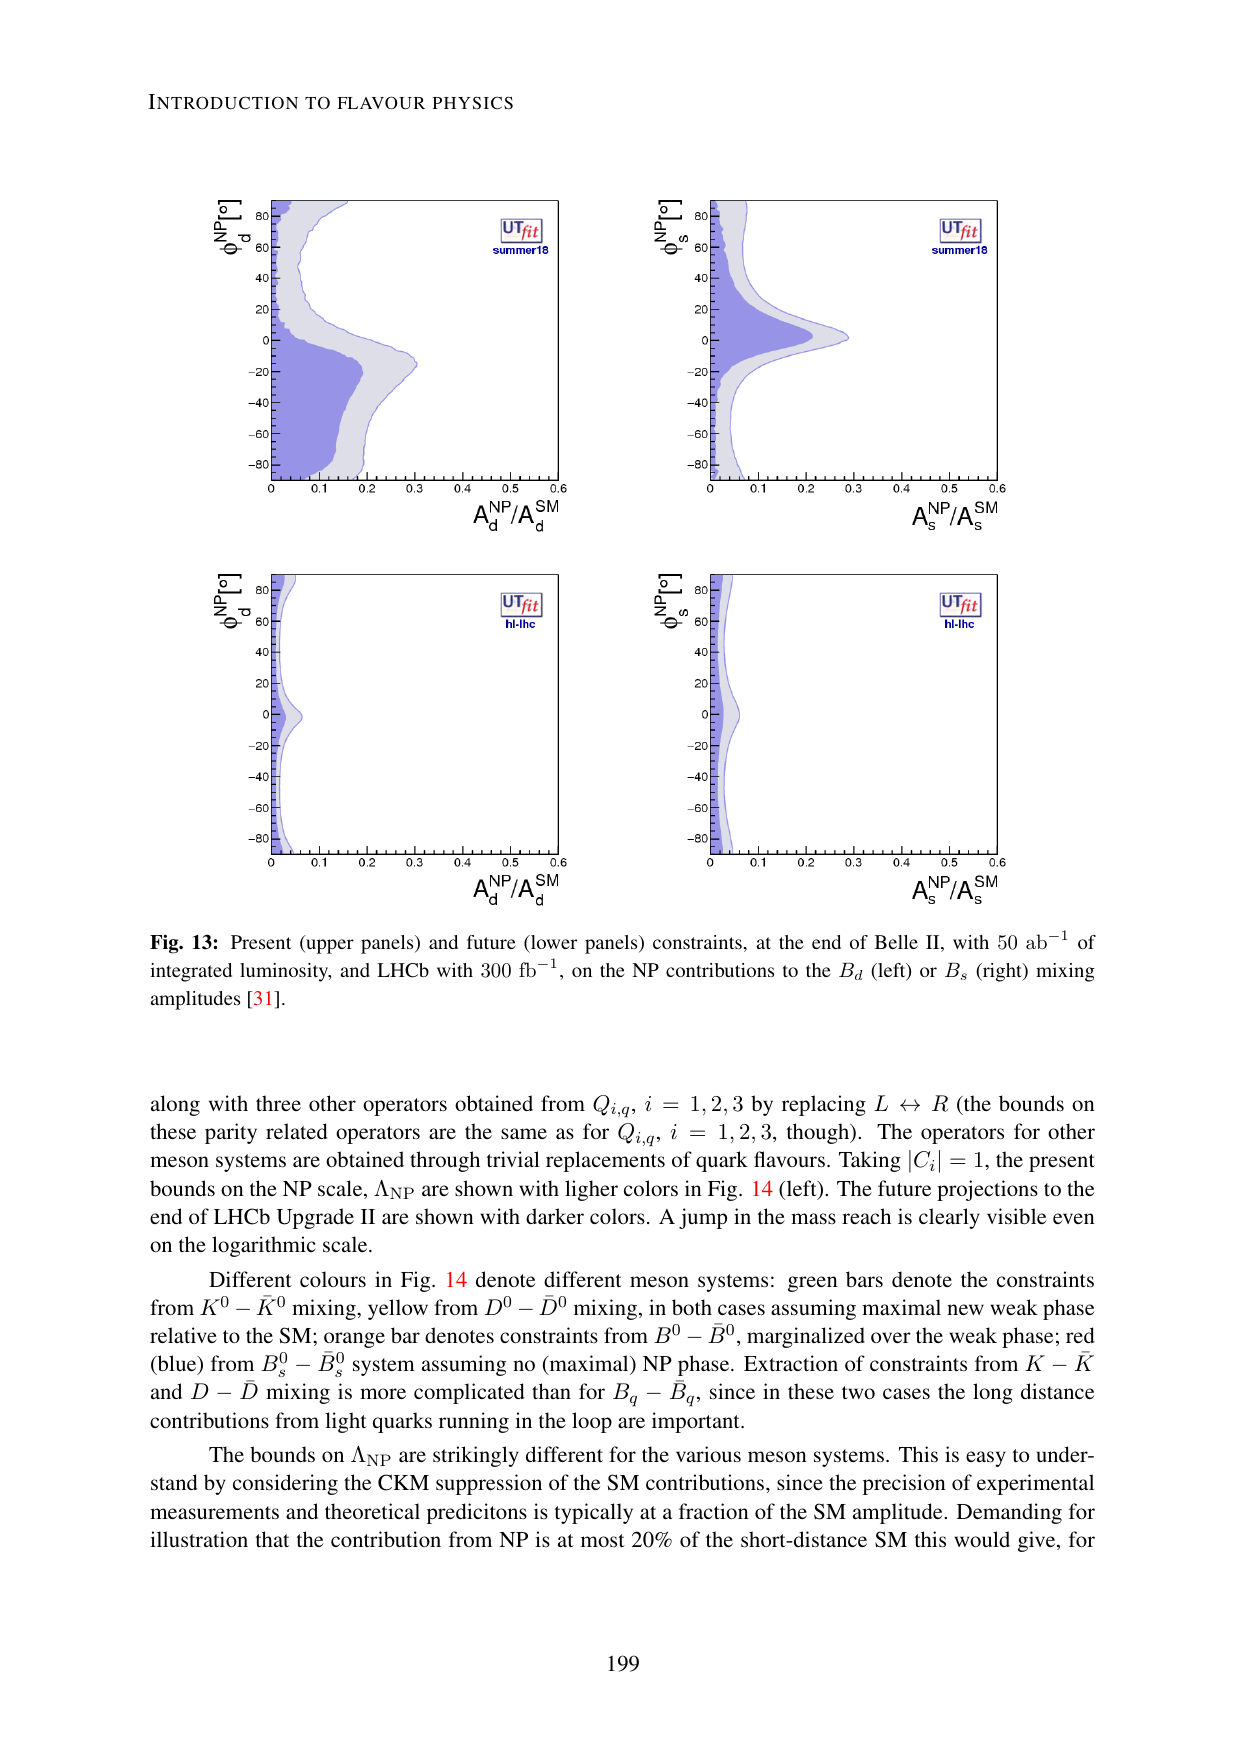 INTRODUCTION TO FLAVOUR PHYSICS
ϕ_d^NP[°]
80
60
40
20
0
−20
−40
−60
−80
0 0.1 0.2 0.3 0.4 0.5 0.6
A_d^NP/A_d^SM
UTfit
summer18
ϕ_s^NP[°]
80
60
40
20
0
−20
−40
−60
−80
0 0.1 0.2 0.3 0.4 0.5 0.6
A_s^NP/A_s^SM
UTfit
summer18
ϕ_d^NP[°]
80
60
40
20
0
−20
−40
−60
−80
0 0.1 0.2 0.3 0.4 0.5 0.6
A_d^NP/A_d^SM
UTfit
hl-lhc
ϕ_s^NP[°]
80
60
40
20
0
−20
−40
−60
−80
0 0.1 0.2 0.3 0.4 0.5 0.6
A_s^NP/A_s^SM
UTfit
hl-lhc
Fig. 13: Present (upper panels) and future (lower panels) constraints, at the end of Belle II, with 50 ab⁻¹ of
integrated luminosity, and LHCb with 300 fb⁻¹, on the NP contributions to the B_d (left) or B_s (right) mixing
amplitudes [31].
along with three other operators obtained from Q_{i,q}, i = 1, 2, 3 by replacing L ↔ R (the bounds on
these parity related operators are the same as for Q_{i,q}, i = 1, 2, 3, though). The operators for other
meson systems are obtained through trivial replacements of quark flavours. Taking |C_i| = 1, the present
bounds on the NP scale, Λ_NP are shown with ligher colors in Fig. 14 (left). The future projections to the
end of LHCb Upgrade II are shown with darker colors. A jump in the mass reach is clearly visible even
on the logarithmic scale.
Different colours in Fig. 14 denote different meson systems: green bars denote the constraints
from K⁰ − K̄⁰ mixing, yellow from D⁰ − D̄⁰ mixing, in both cases assuming maximal new weak phase
relative to the SM; orange bar denotes constraints from B⁰ − B̄⁰, marginalized over the weak phase; red
(blue) from B_s⁰ − B̄_s⁰ system assuming no (maximal) NP phase. Extraction of constraints from K − K̄
and D − D̄ mixing is more complicated than for B_q − B̄_q, since in these two cases the long distance
contributions from light quarks running in the loop are important.
The bounds on Λ_NP are strikingly different for the various meson systems. This is easy to under-
stand by considering the CKM suppression of the SM contributions, since the precision of experimental
measurements and theoretical predicitons is typically at a fraction of the SM amplitude. Demanding for
illustration that the contribution from NP is at most 20% of the short-distance SM this would give, for
199